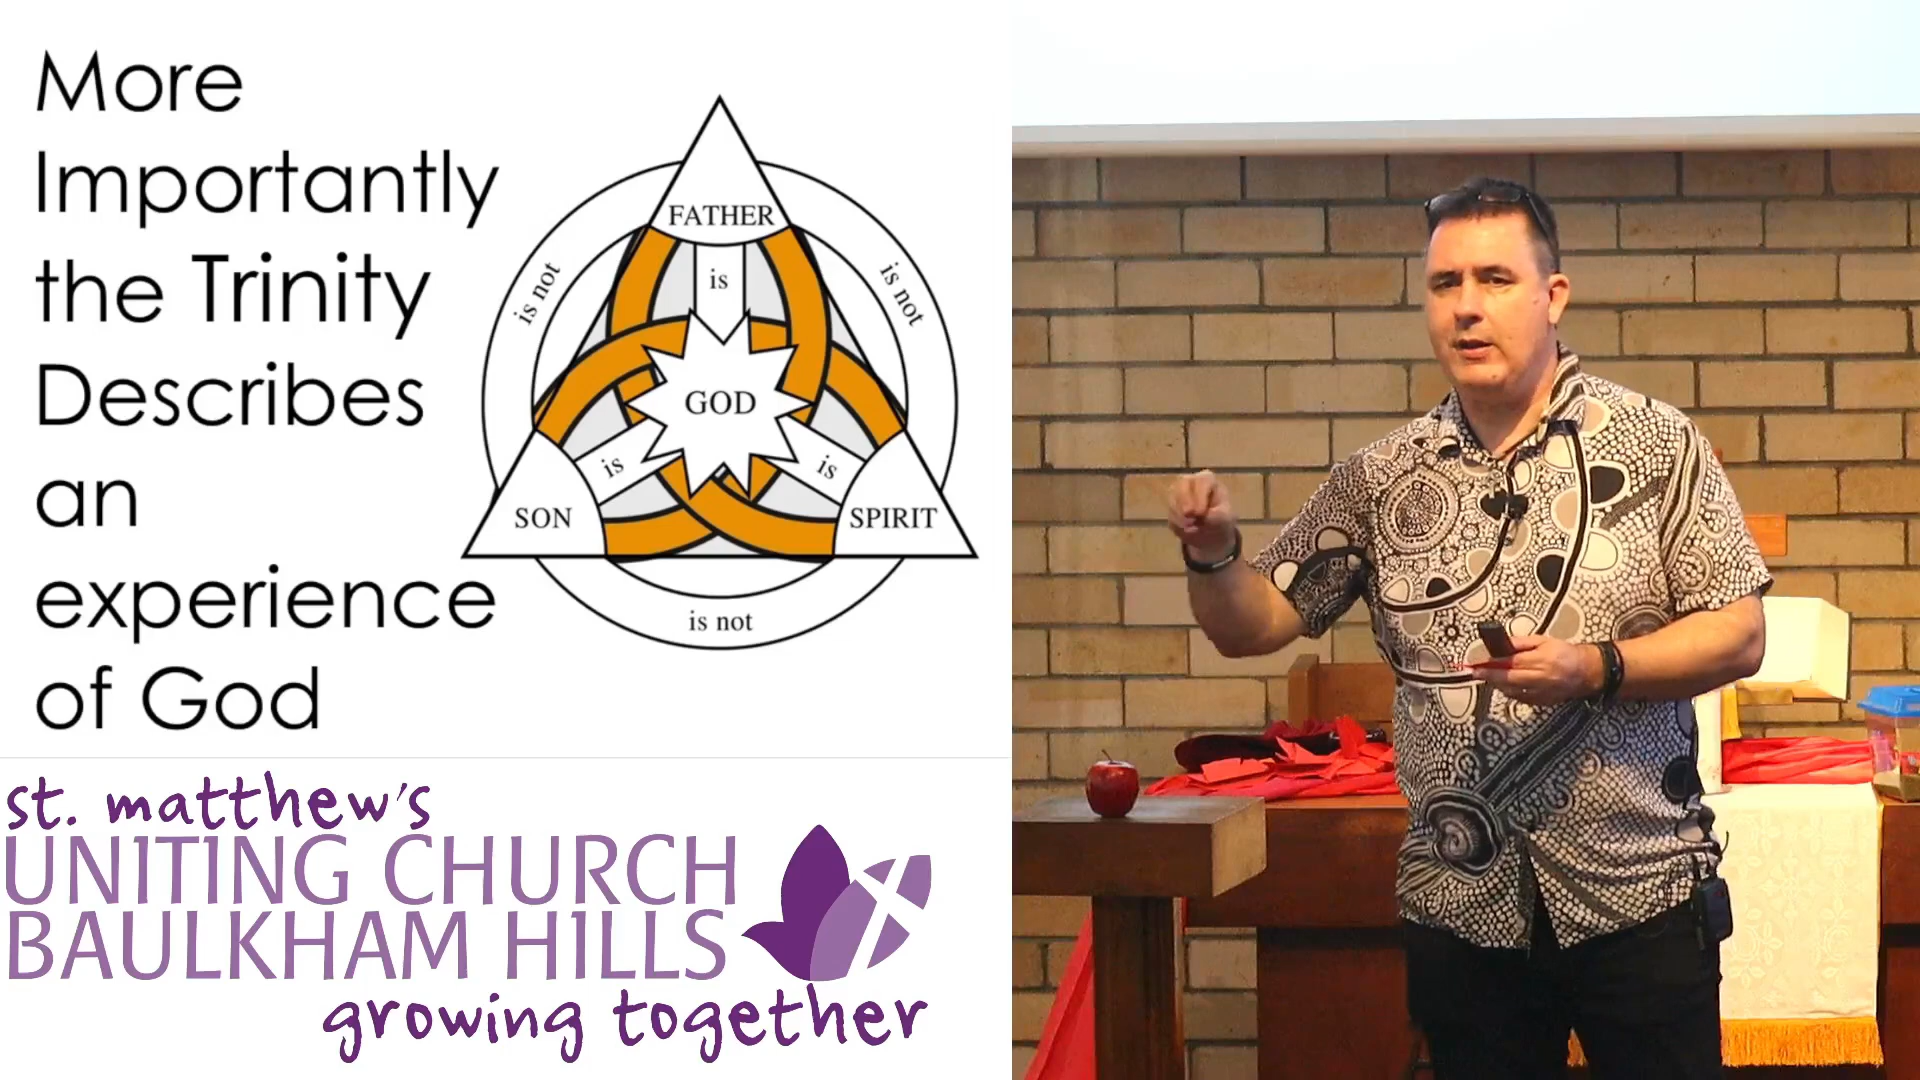 More
Importantly
the Trinity
Describes
an
experience
of God
FATHER
is not
is
is not
GOD
is
is
SON
SPIRIT
is not
st. matthew's
UNITING CHURCH
BAULKHAM HILLS
growing together